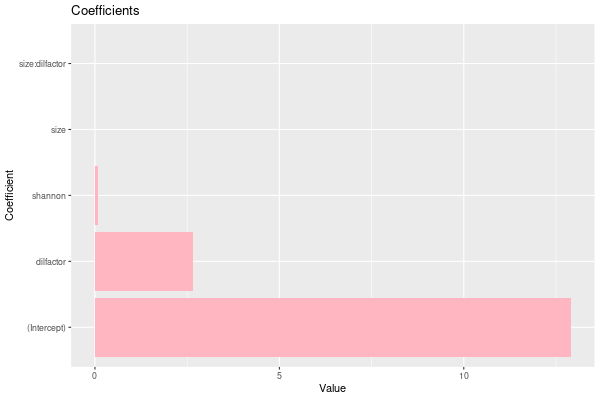 Coefficients
size:dilfactor
size
shannon
dilfactor
(Intercept)
Coefficient
0
5
10
Value